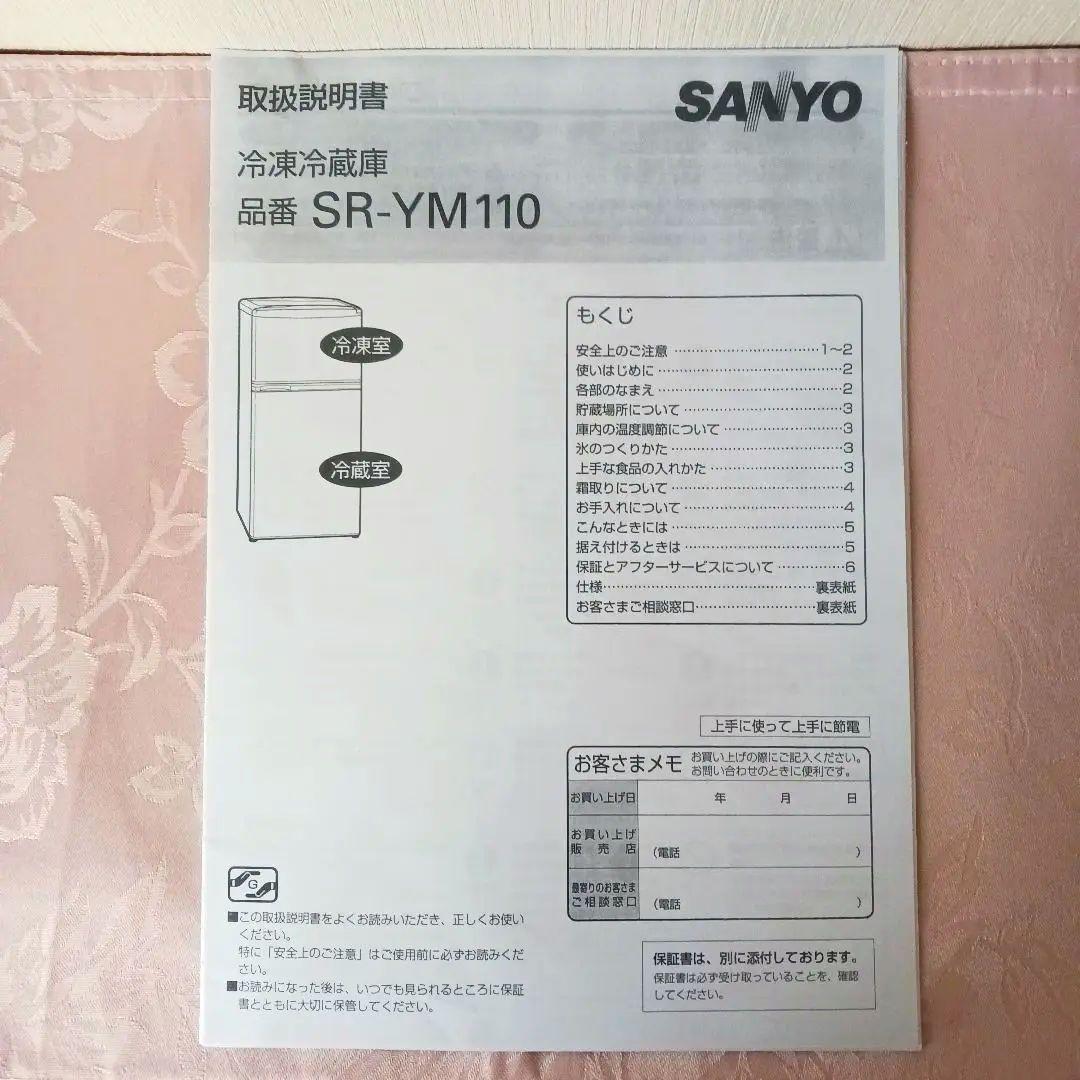 取扱説明書
SANYO
冷凍冷蔵庫
品番 SR-YM110
冷凍室
冷蔵室
もくじ
安全上のご注意 ……………………………1〜2
使いはじめに ……………………………………2
各部のなまえ ……………………………………2
貯蔵場所について ………………………………3
庫内の温度調節について ………………………3
氷のつくりかた …………………………………3
上手な食品の入れかた …………………………3
霜取りについて …………………………………4
お手入れについて ………………………………4
こんなときには …………………………………5
据え付けるときは ………………………………5
保証とアフターサービスについて ……………6
仕様………………………………………裏表紙
お客さまご相談窓口……………………裏表紙
上手に使って上手に節電
お客さまメモ お買い上げの際にご記入ください。
お問い合わせのときに便利です。
お買い上げ日 年 月 日
お買い上げ
販売店 (電話 )
最寄りのお客さま
ご相談窓口 (電話 )
G
■この取扱説明書をよくお読みいただき、正しくお使い
ください。
特に「安全上のご注意」はご使用前に必ずお読みくだ
さい。
■お読みになった後は、いつでも見られるところに保証
書とともに大切に保管してください。
保証書は、別に添付しております。
保証書は必ず受け取っていることを、確認
してください。